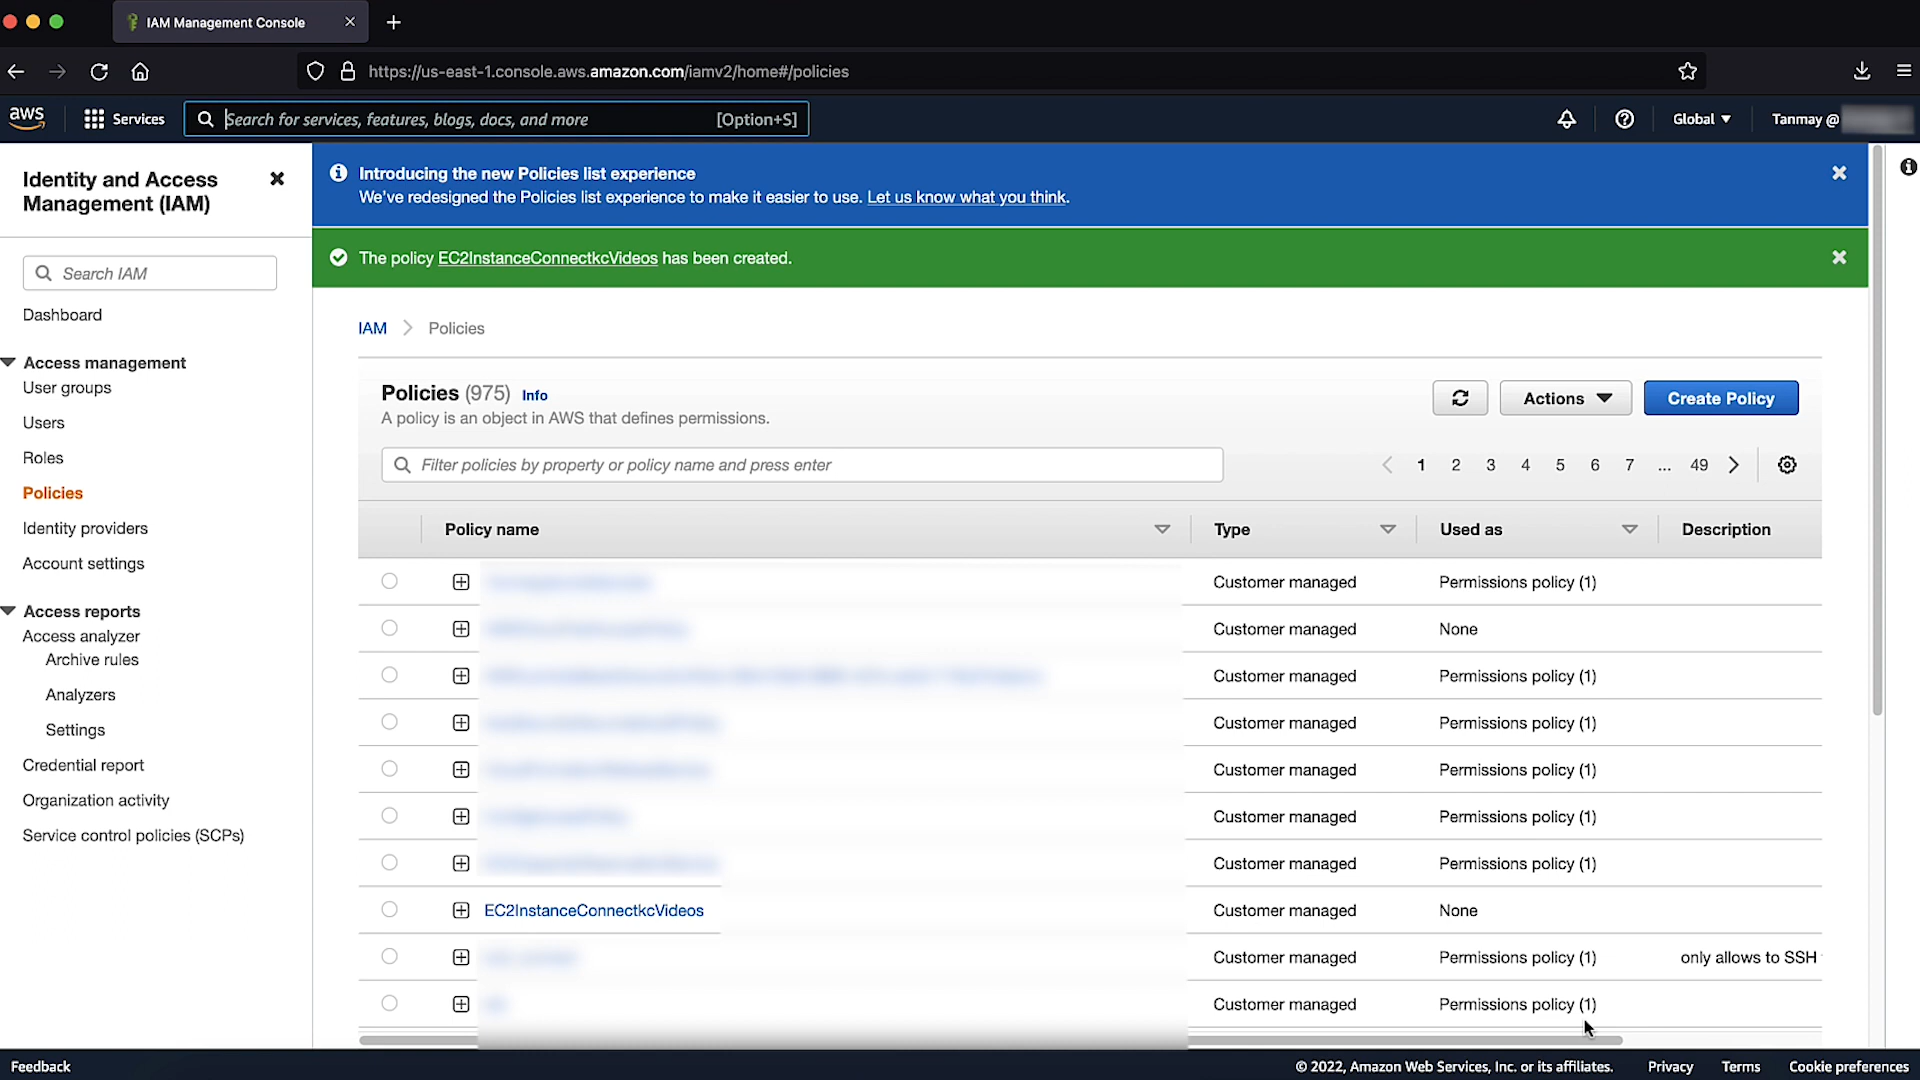 IAM Management Console
https://us-east-1.console.aws.amazon.com/iamv2/home#/policies
aws
Services
Search for services, features, blogs, docs, and more
[Option+S]
Global
Tanmay @
Identity and Access
Management (IAM)
Search IAM
Dashboard
Access management
User groups
Users
Roles
Policies
Identity providers
Account settings
Access reports
Access analyzer
Archive rules
Analyzers
Settings
Credential report
Organization activity
Service control policies (SCPs)
Introducing the new Policies list experience
We've redesigned the Policies list experience to make it easier to use. Let us know what you think.
The policy EC2InstanceConnectkcVideos has been created.
IAM > Policies
Policies (975) Info
A policy is an object in AWS that defines permissions.
Actions
Create Policy
Filter policies by property or policy name and press enter
1 2 3 4 5 6 7 ... 49
Policy name Type Used as Description
Customer managed Permissions policy (1)
Customer managed None
Customer managed Permissions policy (1)
Customer managed Permissions policy (1)
Customer managed Permissions policy (1)
Customer managed Permissions policy (1)
Customer managed Permissions policy (1)
EC2InstanceConnectkcVideos Customer managed None
Customer managed Permissions policy (1) only allows to SSH
Customer managed Permissions policy (1)
Feedback
© 2022, Amazon Web Services, Inc. or its affiliates.
Privacy
Terms
Cookie preferences